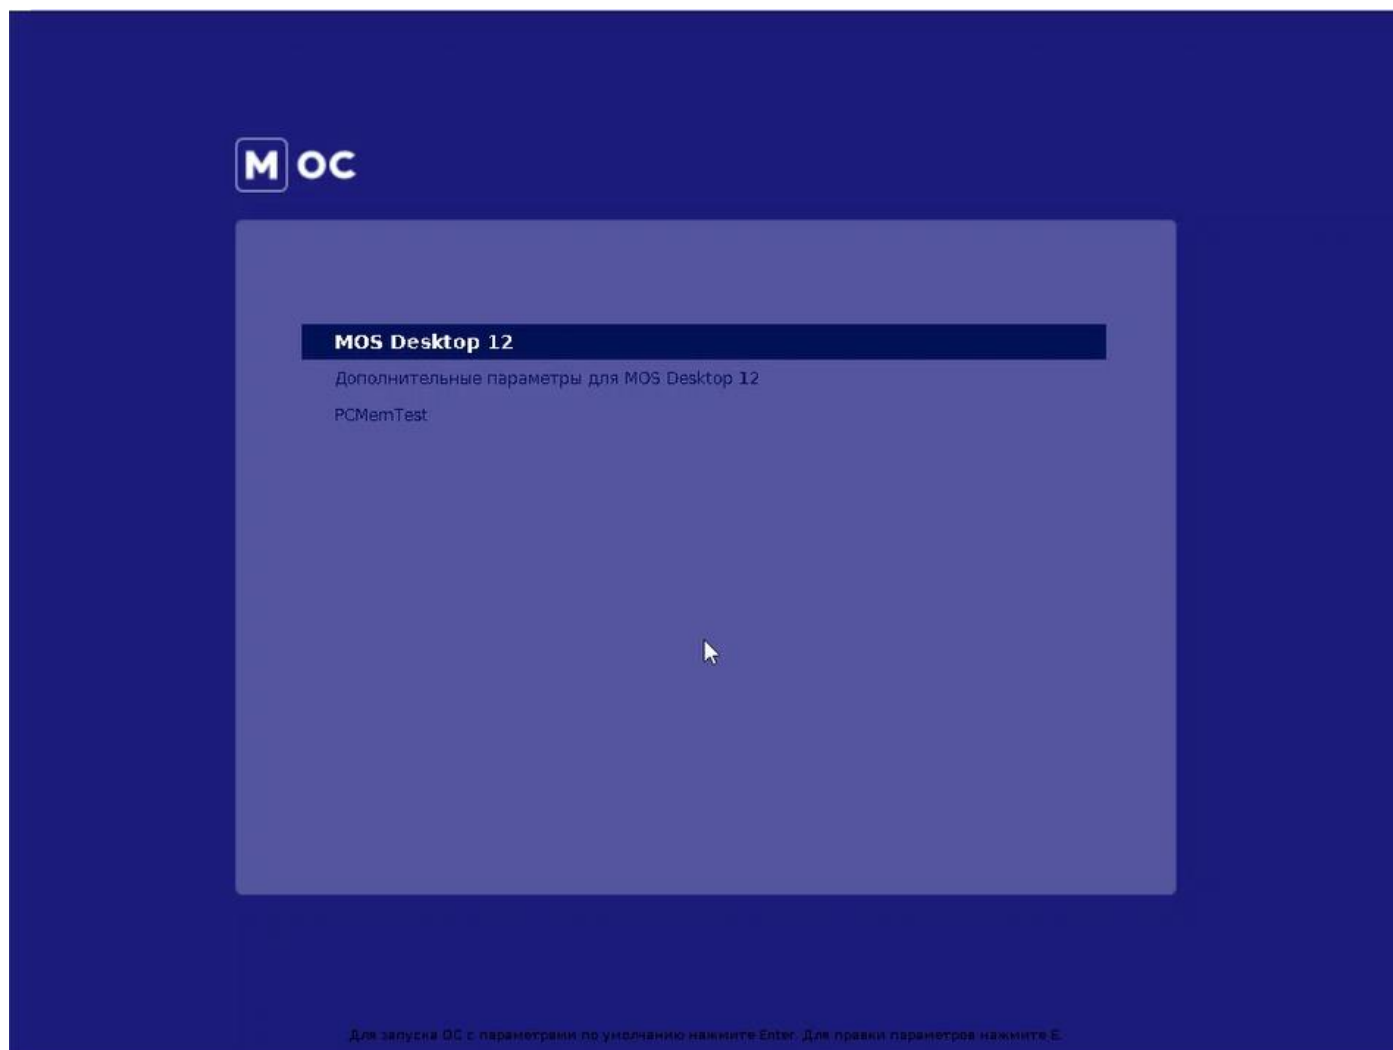 МОС
MOS Desktop 12
Дополнительные параметры для MOS Desktop 12
PCMemTest
Для запуска ОС с параметрами по умолчанию нажмите Enter. Для правки параметров нажмите E.